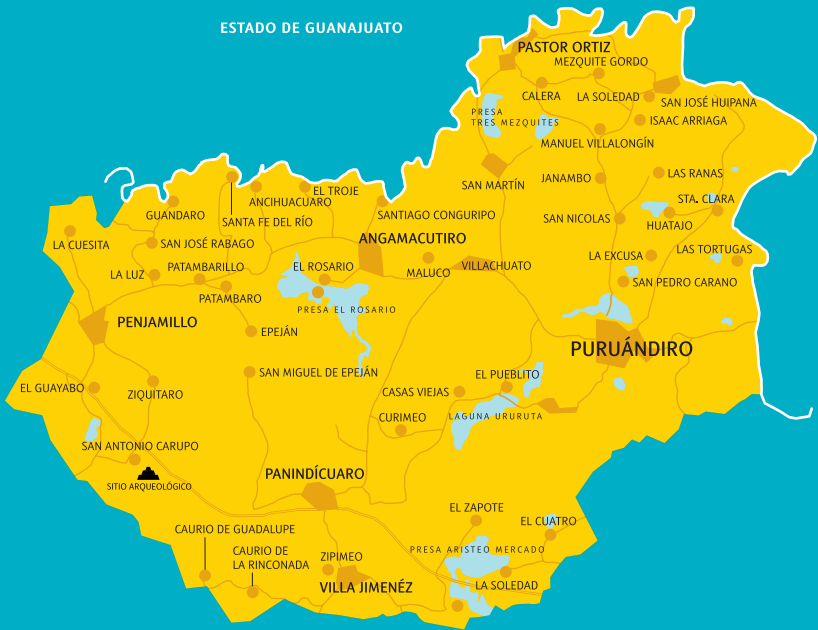 ESTADO DE GUANAJUATO
PASTOR ORTIZ
MEZQUITE GORDO
CALERA
LA SOLEDAD
SAN JOSÉ HUIPANA
PRESA
TRES MEZQUITES
ISAAC ARRIAGA
MANUEL VILLALONGÍN
SAN MARTÍN
JANAMBO
LAS RANAS
EL TROJE
ANCIHUACUARO
STA. CLARA
GUANDARO
SANTA FE DEL RÍO
SANTIAGO CONGURIPO
SAN NICOLAS
HUATAJO
LA CUESITA
SAN JOSÉ RABAGO
ANGAMACUTIRO
LAS TORTUGAS
LA EXCUSA
LA LUZ
PATAMBARILLO
EL ROSARIO
MALUCO
VILLACHUATO
SAN PEDRO CARANO
PATAMBARO
PRESA EL ROSARIO
PENJAMILLO
EPEJÁN
PURUÁNDIRO
SAN MIGUEL DE EPEJÁN
EL PUEBLITO
EL GUAYABO
ZIQUITARO
CASAS VIEJAS
CURIMEO
LAGUNA URURUTA
SAN ANTONIO CARUPO
SITIO ARQUEOLÓGICO
PANINDÍCUARO
EL ZAPOTE
EL CUATRO
CAURIO DE GUADALUPE
CAURIO DE
LA RINCONADA
ZIPIMEO
PRESA ARISTEO MERCADO
VILLA JIMENÉZ
LA SOLEDAD